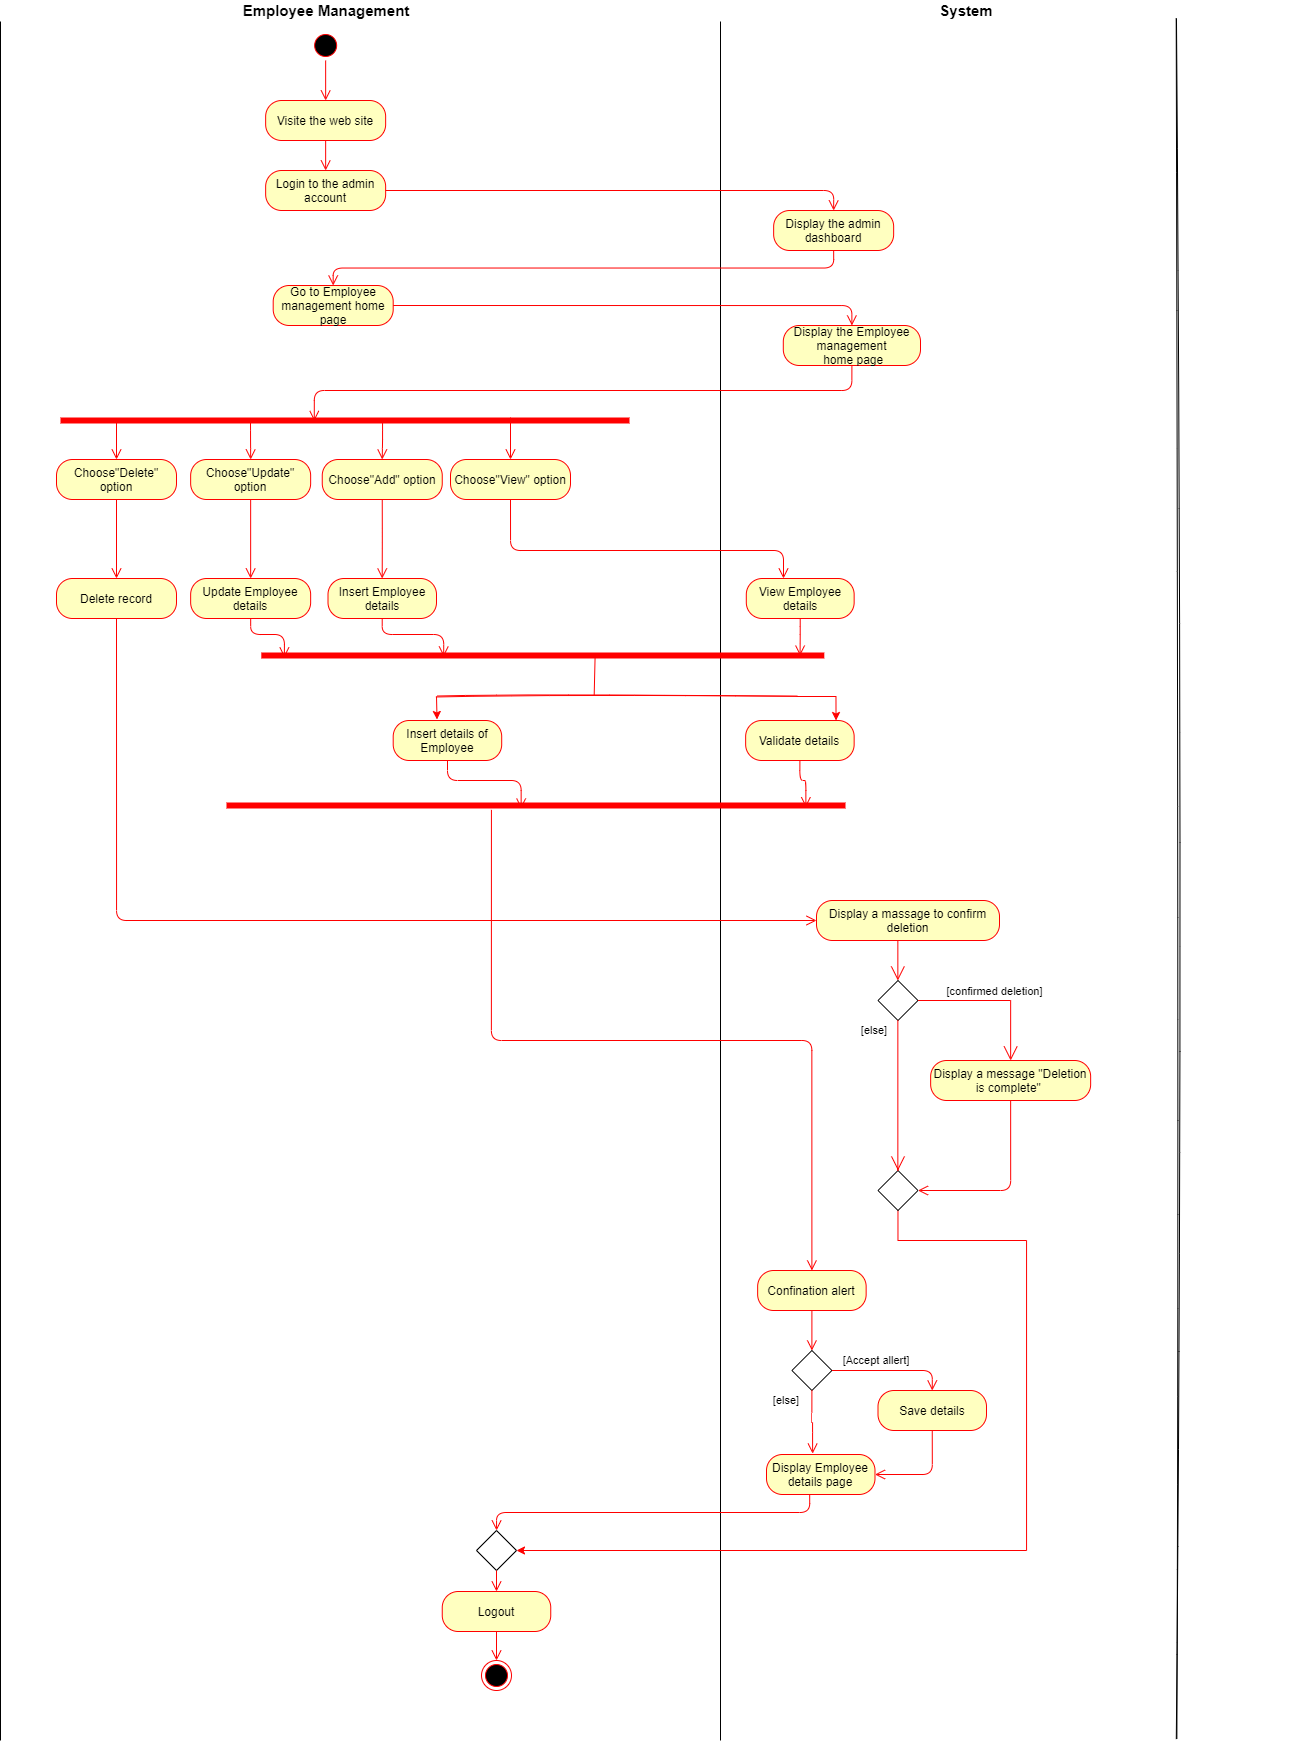 Employee Management
System
Visite the web site
Login to the admin
account
Display the admin
dashboard
Go to Employee
management home
page
Display the Employee
management
home page
Choose"Delete"
option
Choose"Update"
option
Choose"Add" option
Choose"View" option
Delete record
Update Employee
details
Insert Employee
details
View Employee
details
Insert details of
Employee
Validate details
Display a massage to confirm
deletion
[confirmed deletion]
[else]
Display a message "Deletion
is complete"
Confination alert
[Accept allert]
[else]
Save details
Display Employee
details page
Logout